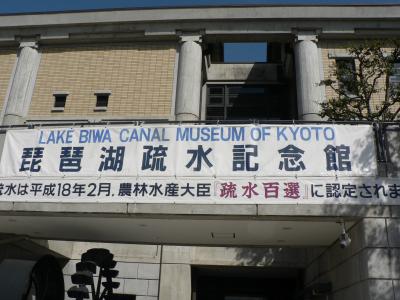 LAKE BIWA CANAL MUSEUM OF KYOTO
琵琶湖疏水記念館
水は平成18年2月、農林水産大臣『疏水百選』に認定されま